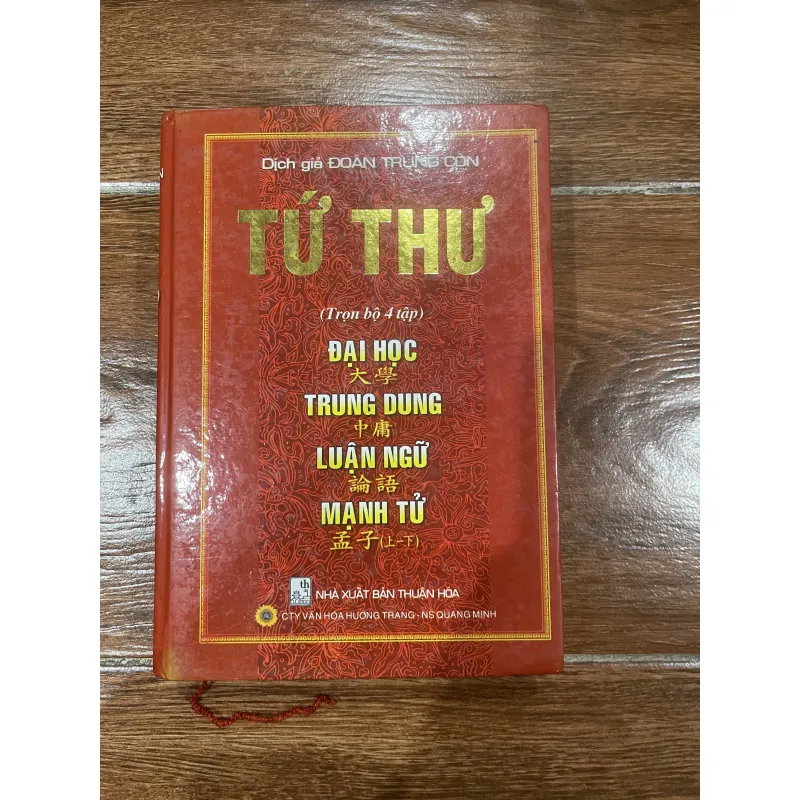 Dịch giả ĐOÀN TRUNG CÒN
TỨ THƯ
(Trọn bộ 4 tập)
ĐẠI HỌC
大學
TRUNG DUNG
中庸
LUẬN NGỮ
論語
MẠNH TỬ
孟子(上-下)
NHÀ XUẤT BẢN THUẬN HÓA
CTY VĂN HÓA HƯƠNG TRANG - NS QUANG MINH